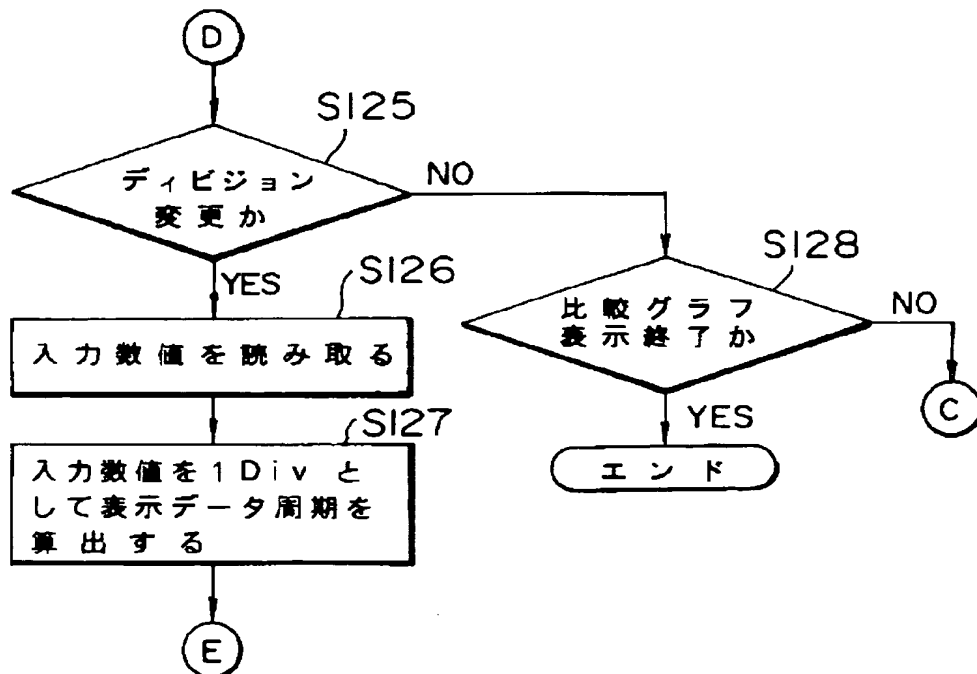 D
S125
ディビジョン
変更か
NO
YES
S126
入力数値を読み取る
S127
入力数値を1Divと
して表示データ周期を
算出する
E
S128
比較グラフ
表示終了か
NO
C
YES
エンド